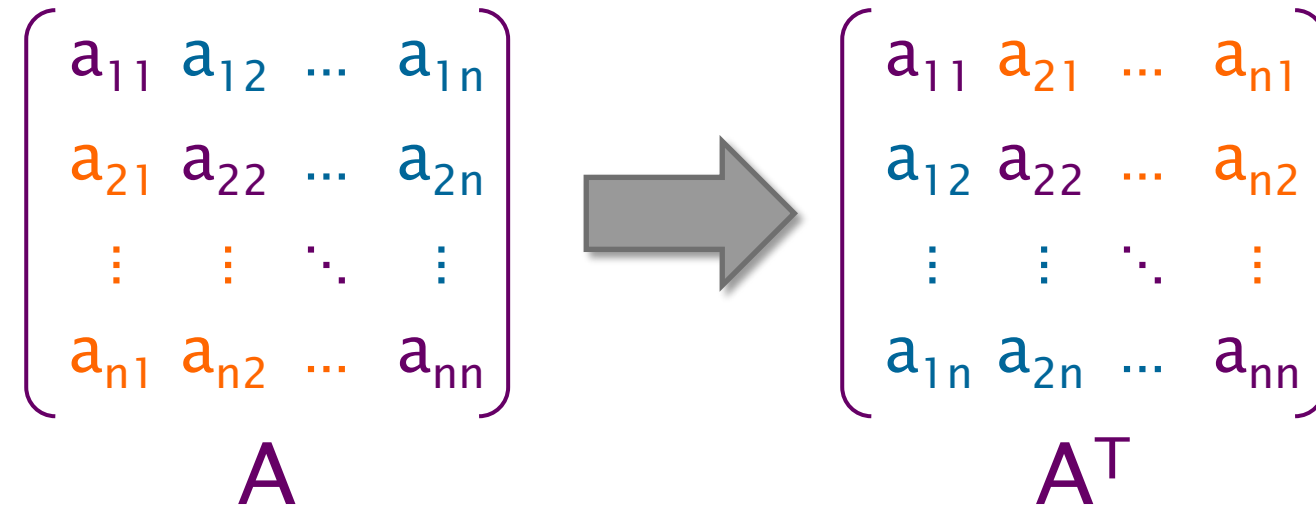 a11 a12 ... a1n
a21 a22 ... a2n
⋮ ⋮ ⋱ ⋮
an1 an2 ... ann
A
a11 a21 ... an1
a12 a22 ... an2
⋮ ⋮ ⋱ ⋮
a1n a2n ... ann
AT